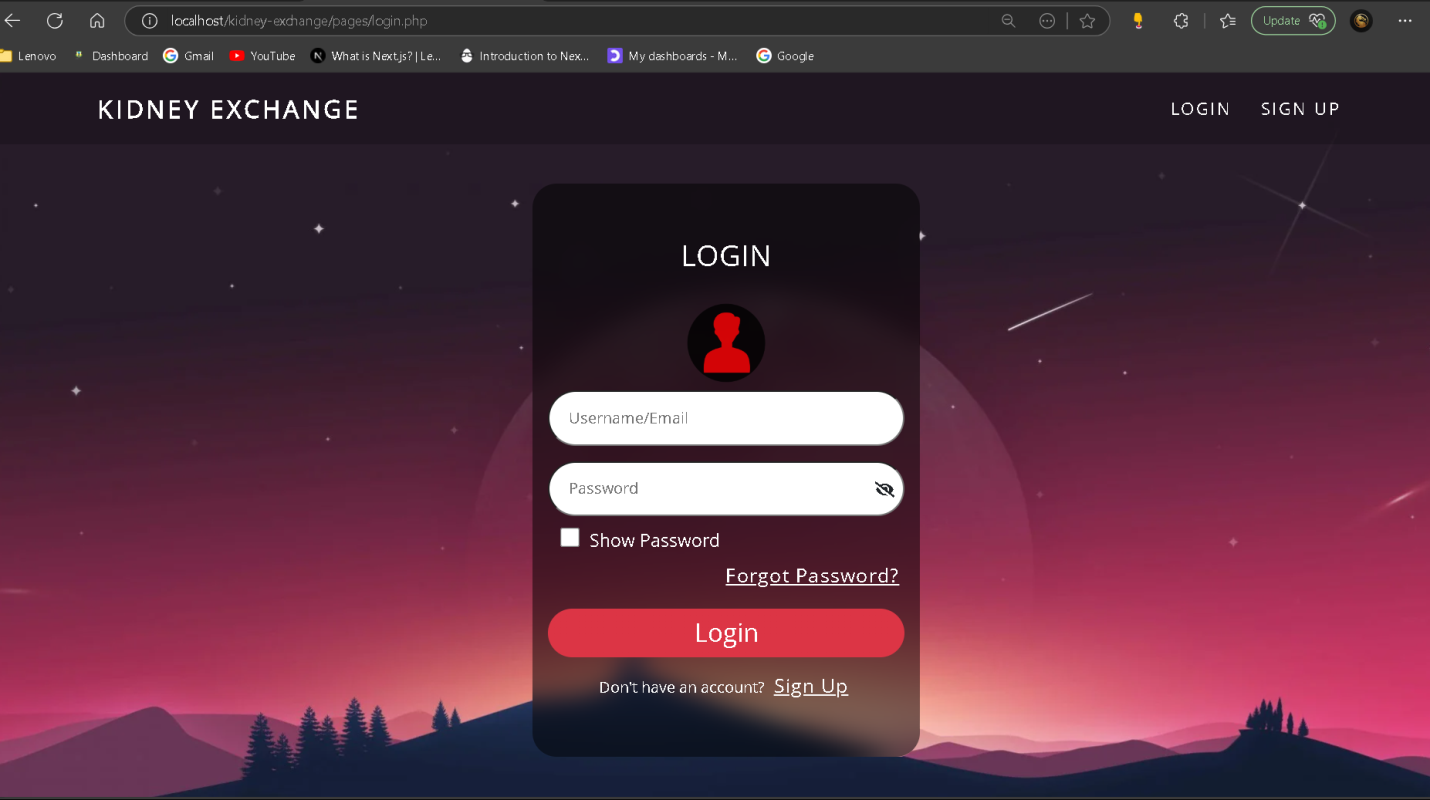 localhost/kidney-exchange/pages/login.php
Update
Lenovo Dashboard Gmail YouTube What is Next.js? | Le... Introduction to Nex... My dashboards - M... Google
KIDNEY EXCHANGE LOGIN SIGN UP
LOGIN
Username/Email
Password
Show Password
Forgot Password?
Login
Don't have an account? Sign Up